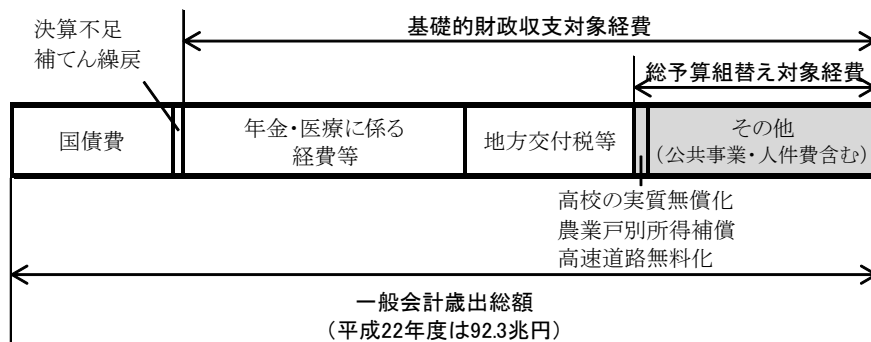 決算不足
補てん繰戻
基礎的財政収支対象経費
総予算組替え対象経費
国債費
年金・医療に係る
経費等
地方交付税等
その他
（公共事業・人件費含む）
高校の実質無償化
農業戸別所得補償
高速道路無料化
一般会計歳出総額
（平成22年度は92.3兆円）